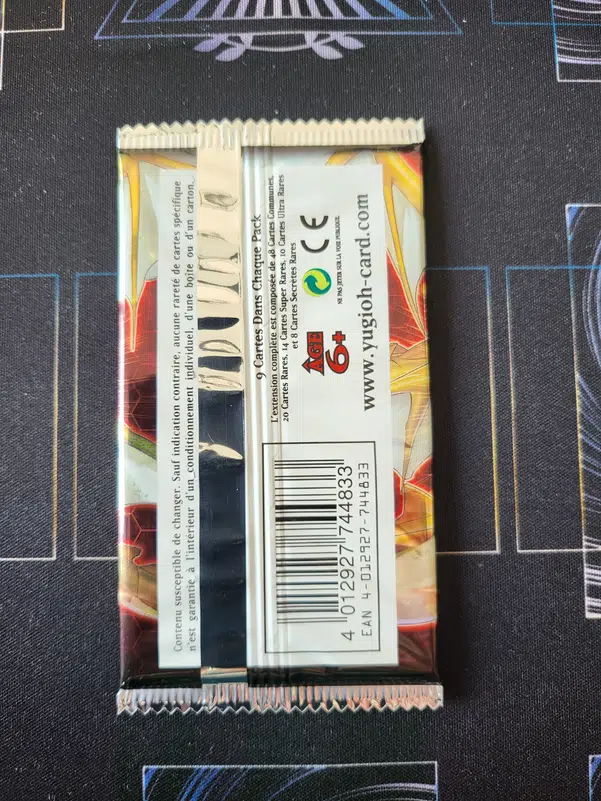 Contenu susceptible de changer. Sauf indication contraire, aucune rareté de cartes spécifique
n'est garantie à l'intérieur d'un conditionnement individuel, d'une boîte ou d'un carton.
9 Cartes Dans Chaque Pack
L'extension complète est composée de 48 Cartes Communes,
20 Cartes Rares, 14 Cartes Super Rares, 10 Cartes Ultra Rares
et 8 Cartes Secrètes Rares
AGE
6+
CE
NE PAS JETER SUR LA VOIE PUBLIQUE.
www.yugioh-card.com
4 012927 744833
EAN 4-012927-744833